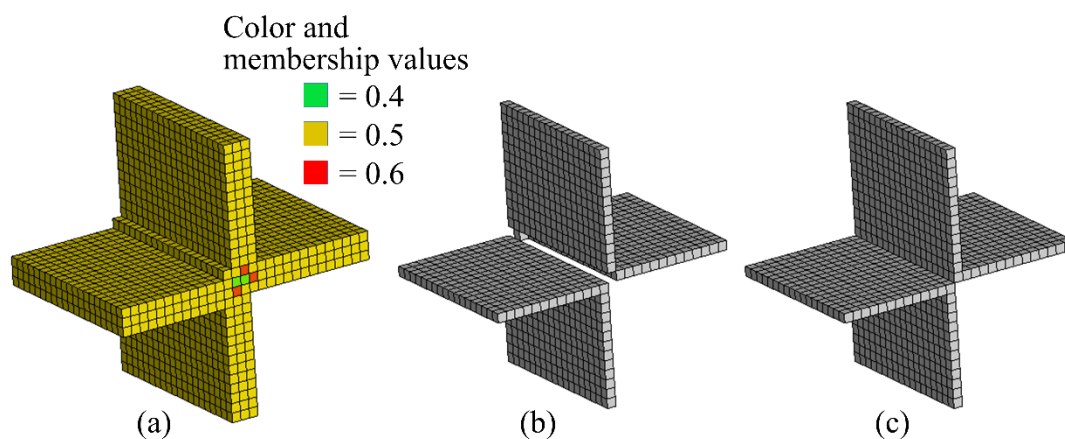 Color and
membership values
= 0.4
= 0.5
= 0.6
(a)
(b)
(c)